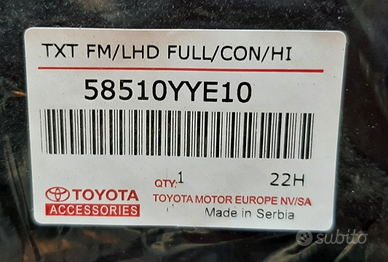 TXT FM/LHD FULL/CON/HI
58510YYE10
QTY:1 22H
TOYOTA
ACCESSORIES
TOYOTA MOTOR EUROPE NV/SA
Made in Serbia
subito